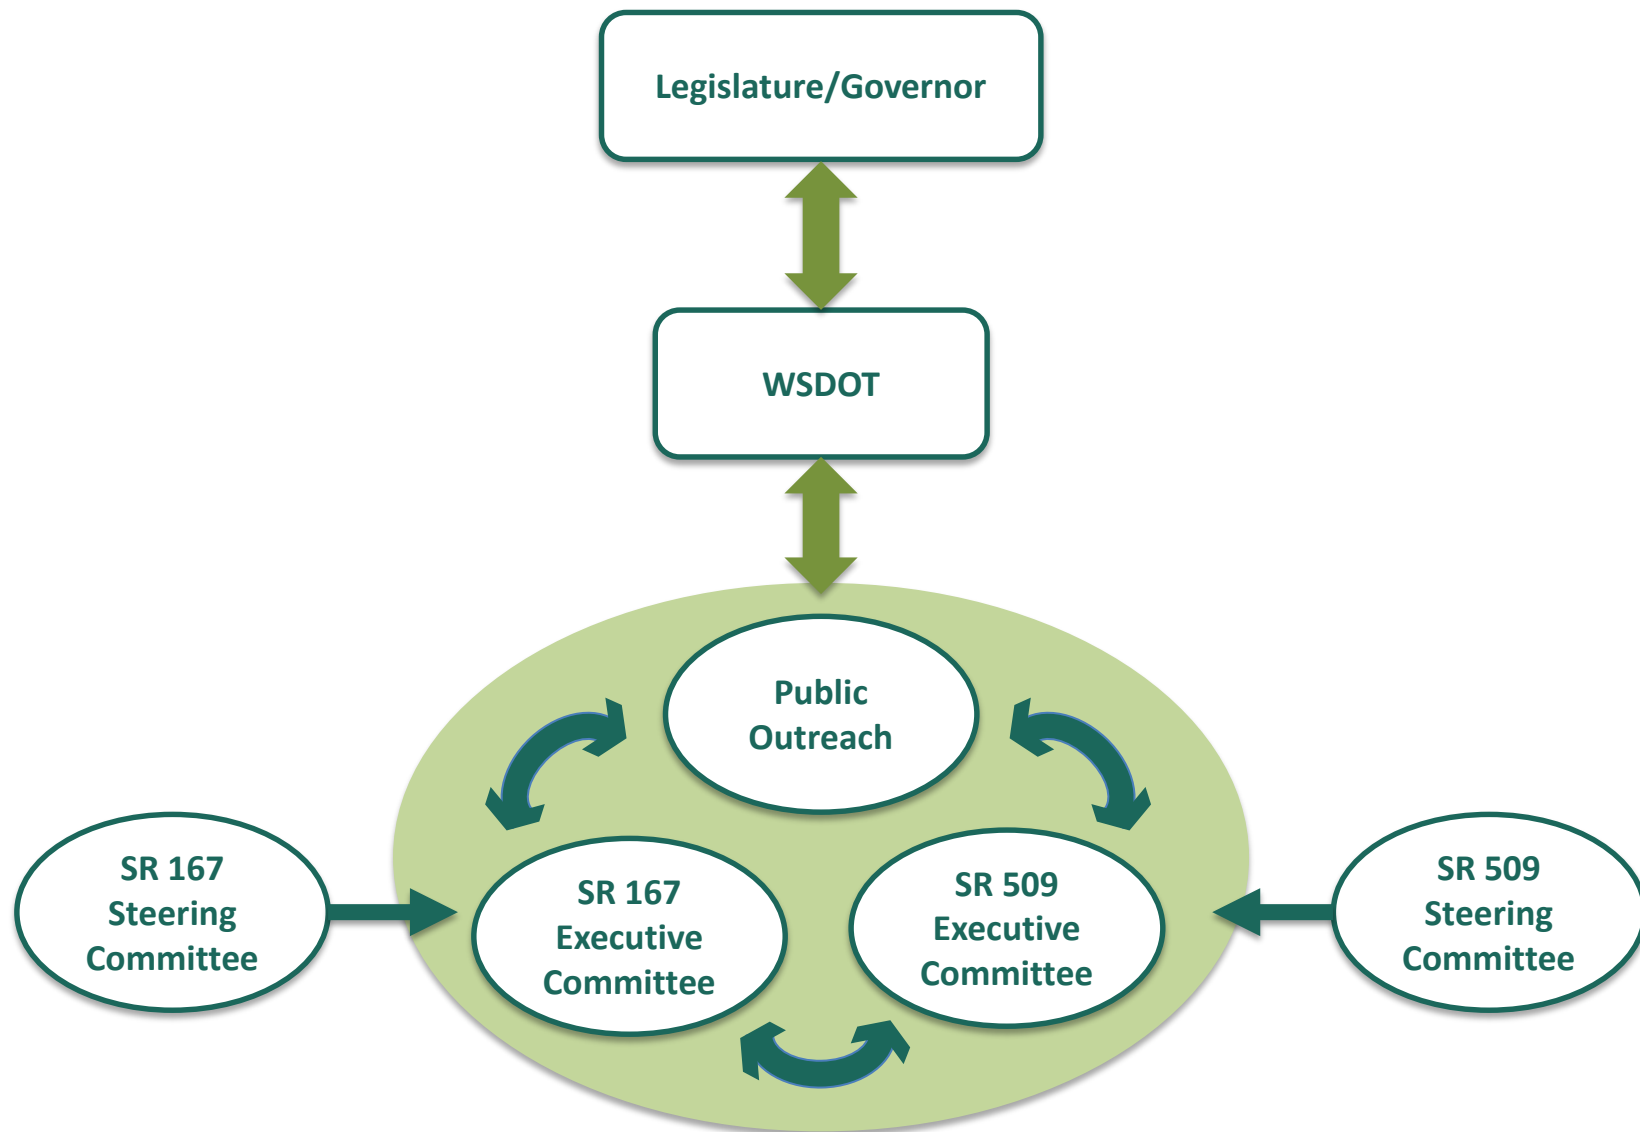 Legislature/Governor
WSDOT
Public
Outreach
SR 167
Steering
Committee
SR 167
Executive
Committee
SR 509
Executive
Committee
SR 509
Steering
Committee